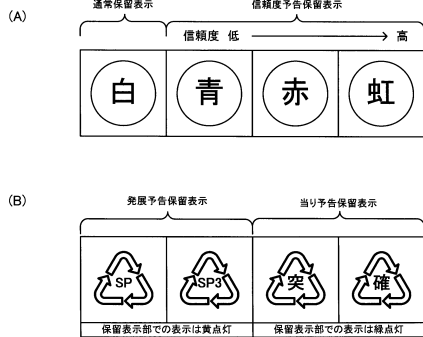 (A)
通常保留表示 信頼度予告保留表示
信頼度 低 高
白 青 赤 虹
(B)
発展予告保留表示 当り予告保留表示
SP SP3 突 確
保留表示部での表示は黄点灯 保留表示部での表示は緑点灯